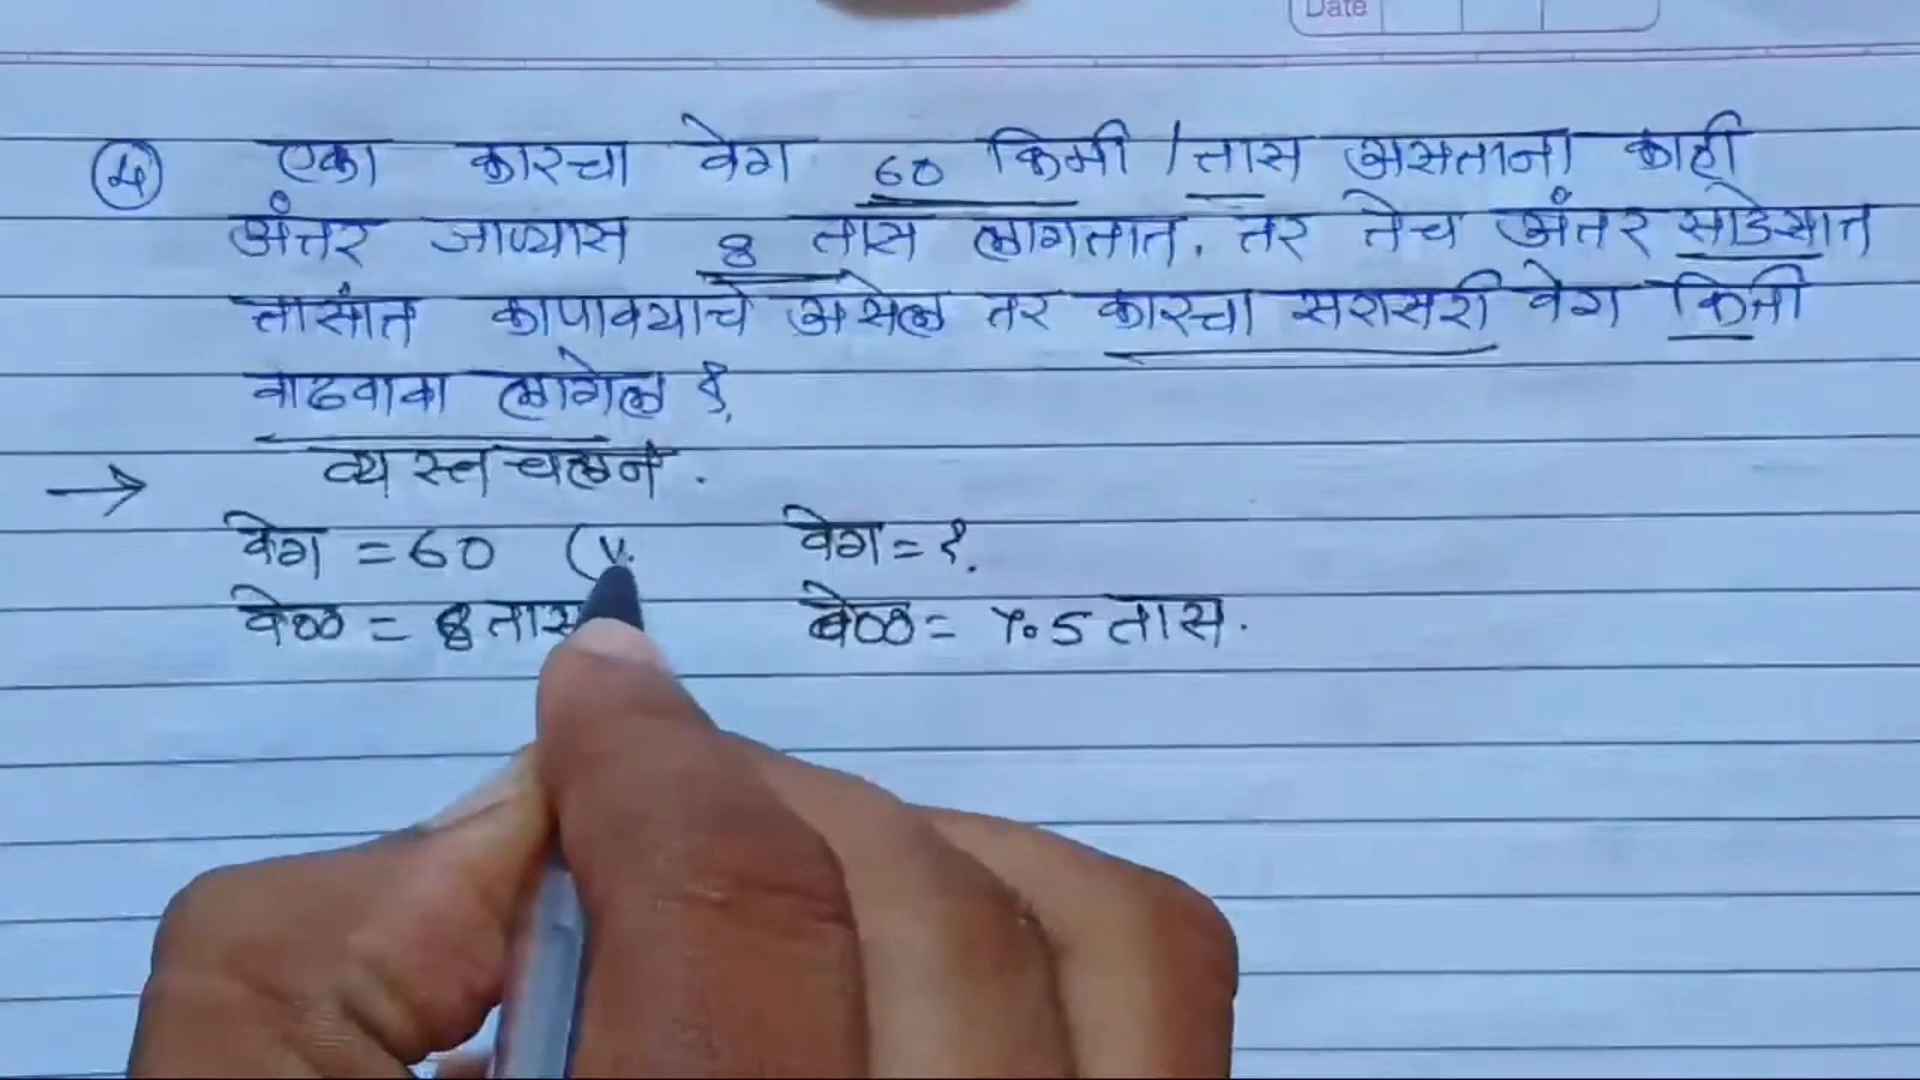 Date
५ एका कारचा वेग 60 किमी / तास असताना काही
अंतर जाण्यास 8 तास लागतात. तर तेच अंतर साडेसात
तासांत कापावयाचे असेल तर कारचा सरासरी वेग किती
वाढवावा लागेल ?
→ व्यस्त चलन.
वेग = 60 (v. वेग = ?
वेळ = 8 तास वेळ = 7.5 तास.